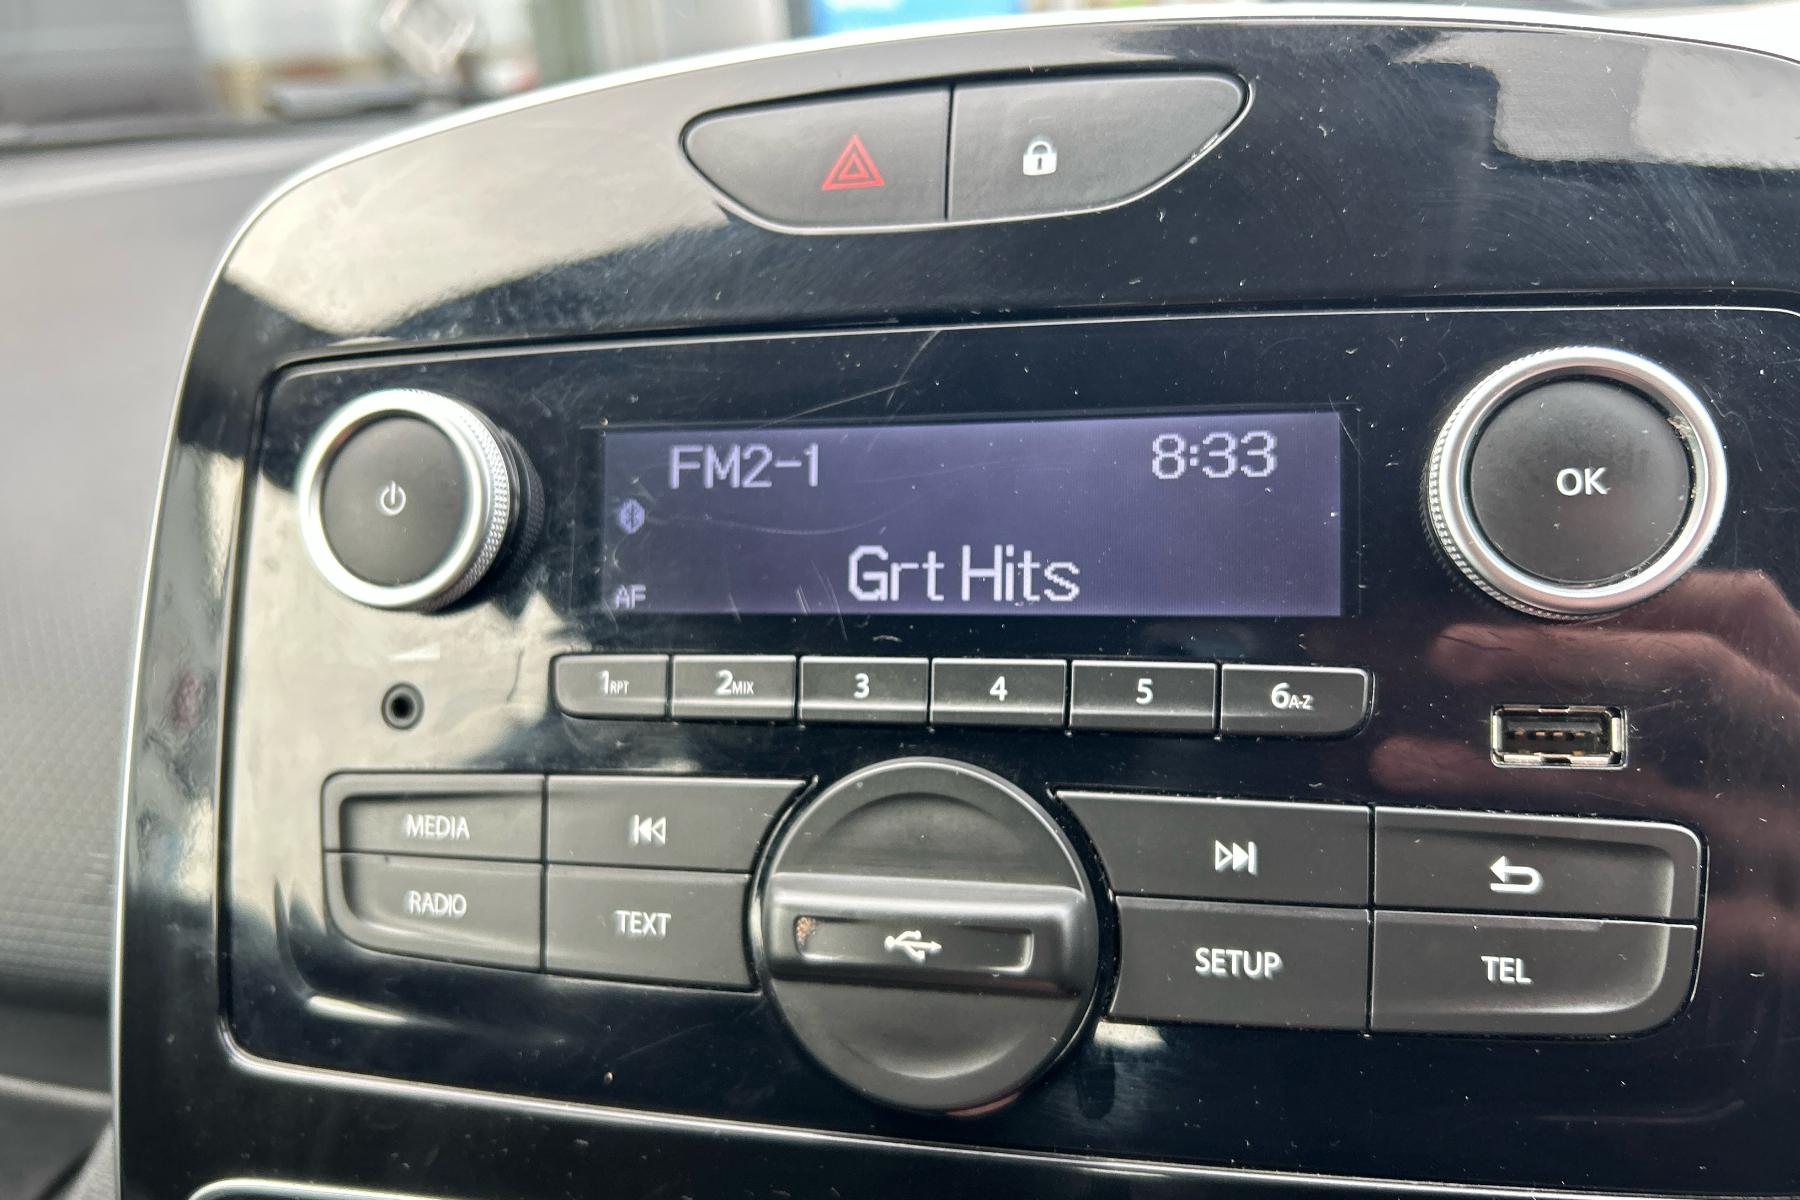 FM2-1 8:33
Grt Hits
AF
OK
1RPT 2MIX 3 4 5 6A-Z
MEDIA
RADIO TEXT
SETUP TEL